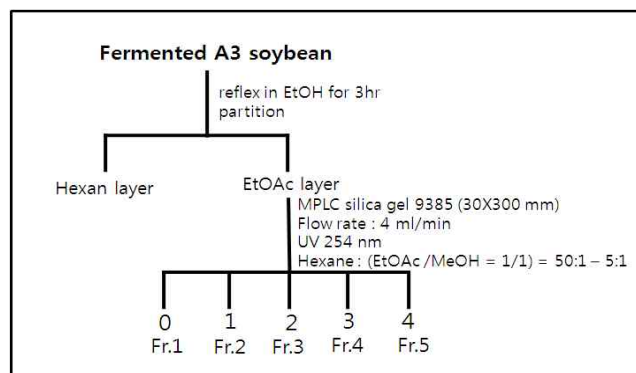 Fermented A3 soybean
reflex in EtOH for 3hr
partition
Hexan layer
EtOAc layer
MPLC silica gel 9385 (30X300 mm)
Flow rate : 4 ml/min
UV 254 nm
Hexane : (EtOAc /MeOH = 1/1) = 50:1 – 5:1
0 1 2 3 4
Fr.1 Fr.2 Fr.3 Fr.4 Fr.5